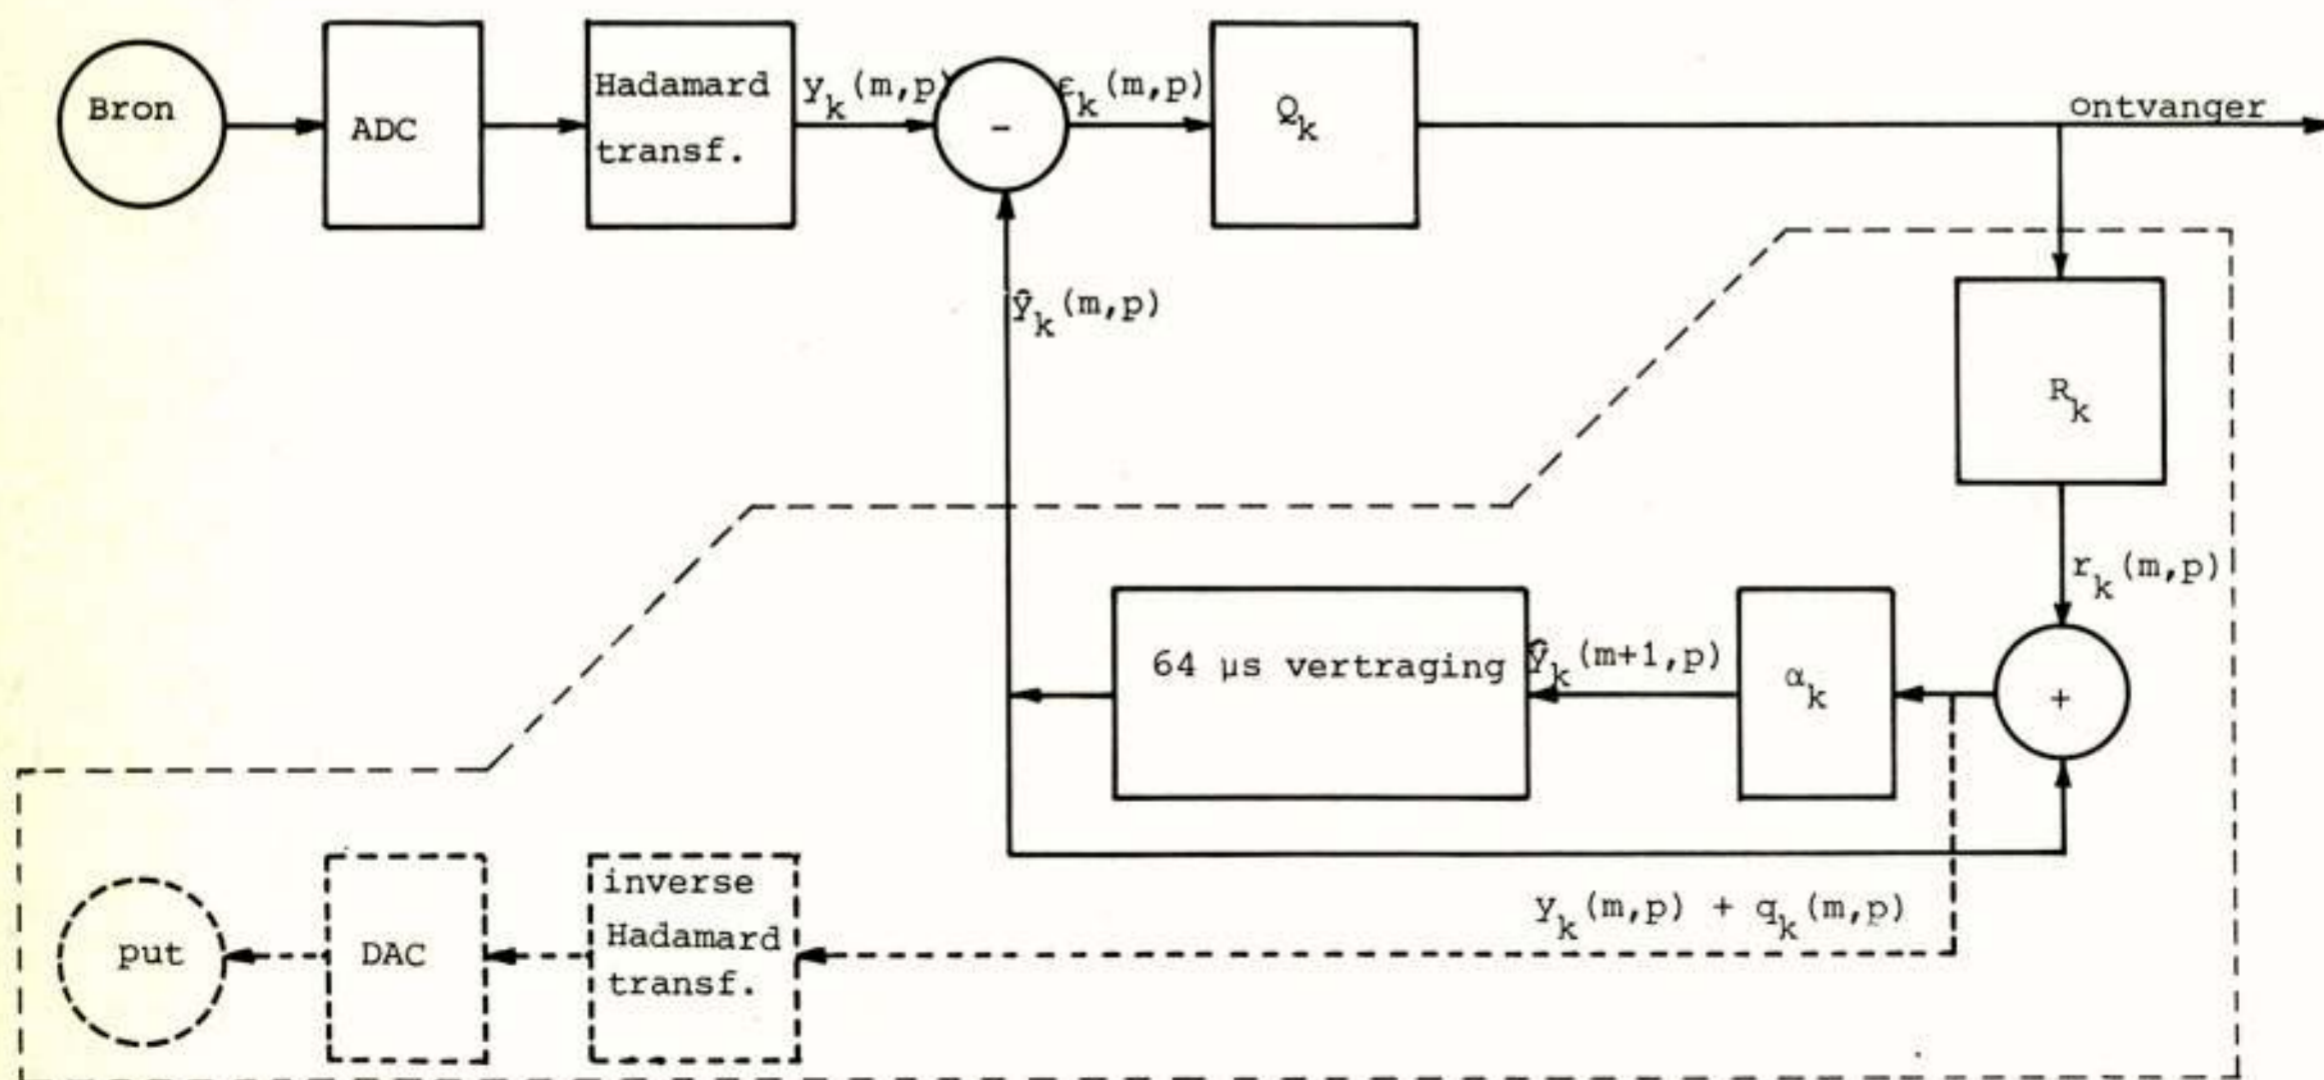 Bron
ADC
Hadamard
transf.
y_k(m,p)
-
ε_k(m,p)
Q_k
ontvanger
ŷ_k(m,p)
R_k
r_k(m,p)
64 µs vertraging
ŷ_k(m+1,p)
α_k
+
y_k(m,p) + q_k(m,p)
put
DAC
inverse
Hadamard
transf.